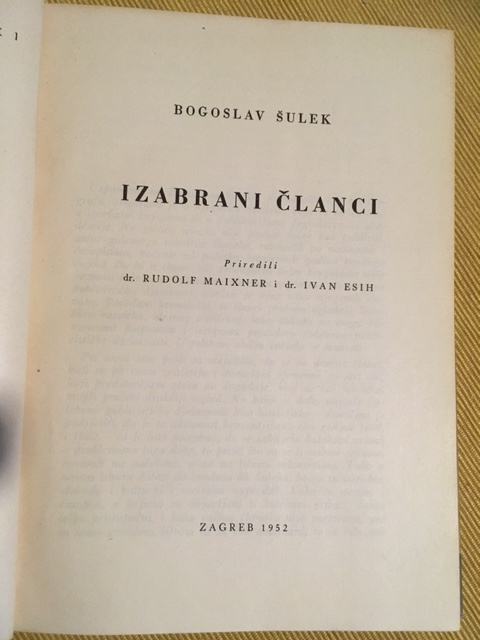 BOGOSLAV ŠULEK
IZABRANI ČLANCI
Priredili
dr. RUDOLF MAIXNER i dr. IVAN ESIH
ZAGREB 1952